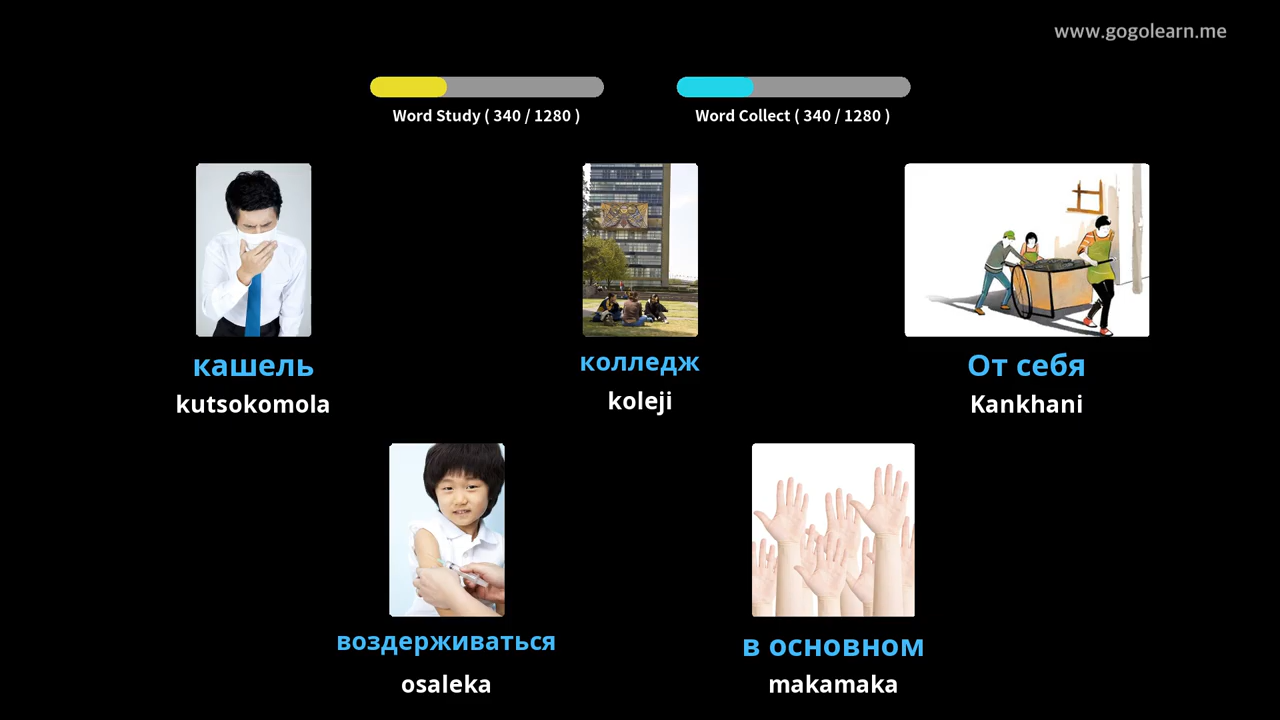 www.gogolearn.me
Word Study ( 340 / 1280 )
Word Collect ( 340 / 1280 )
кашель
kutsokomola
колледж
koleji
От себя
Kankhani
воздерживаться
osaleka
в основном
makamaka